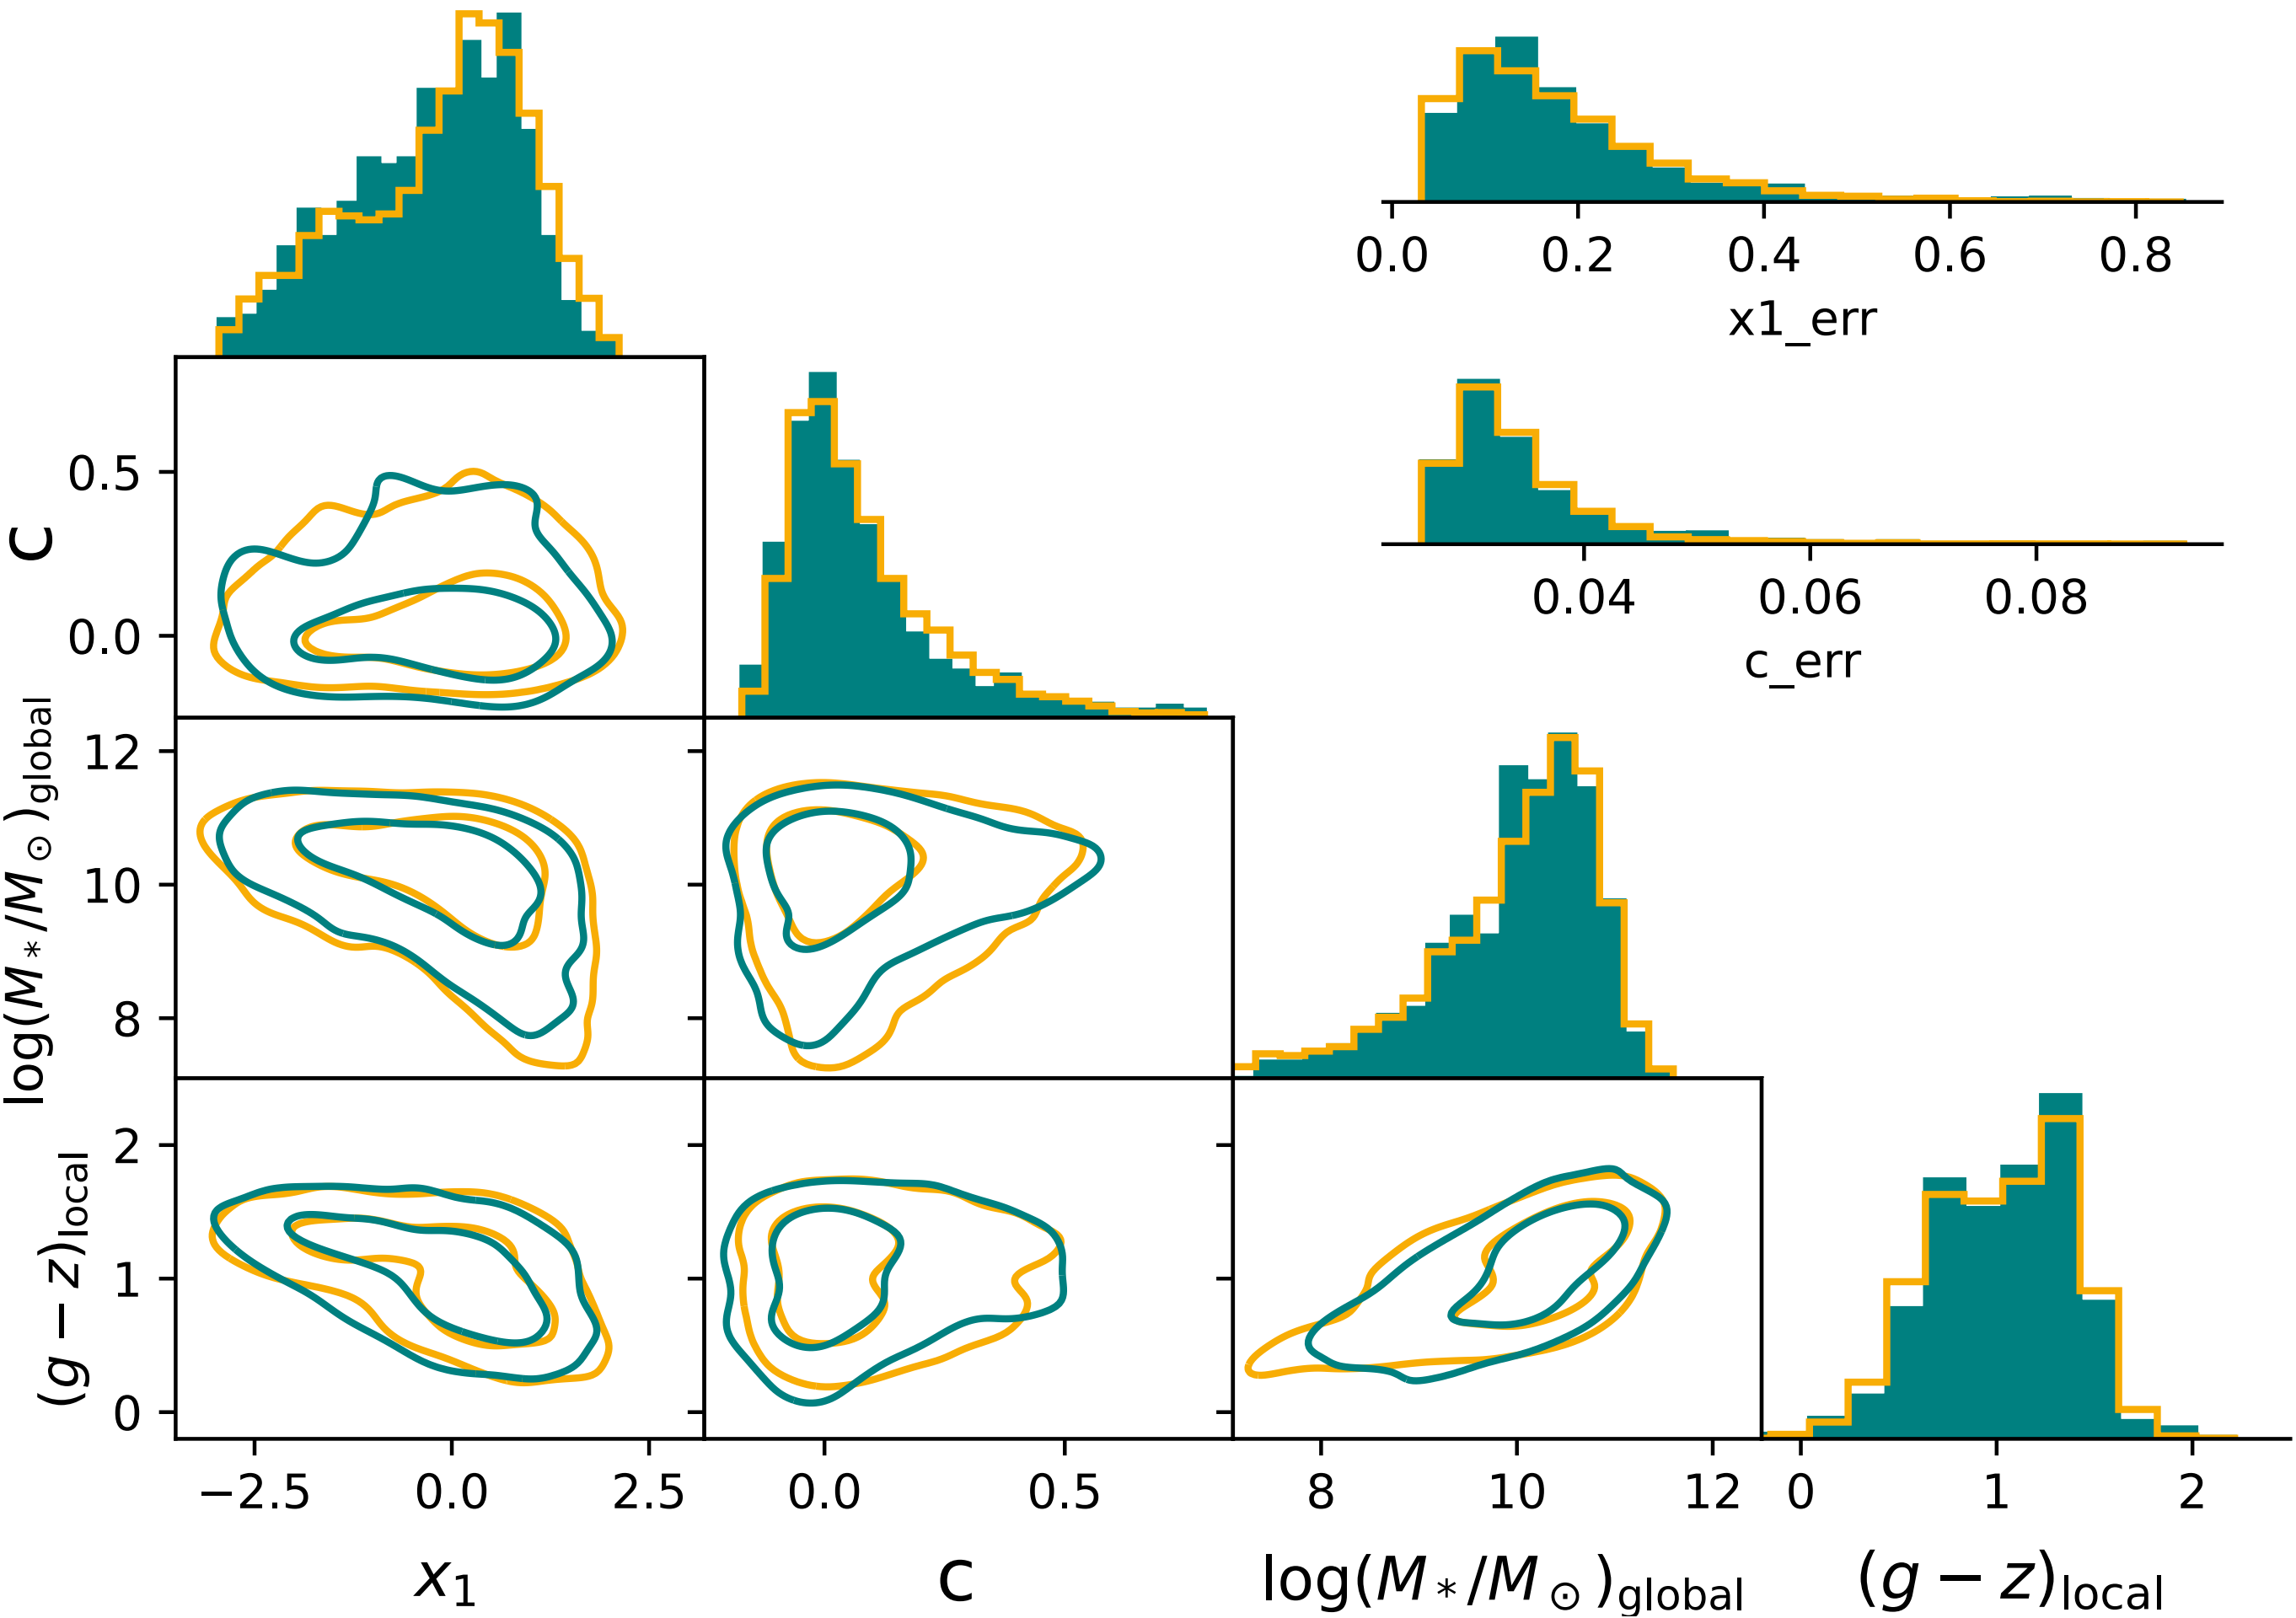 0.0 0.2 0.4 0.6 0.8
x1_err
0.5
0.0
c
0.04 0.06 0.08
c_err
12
10
8
log(M∗/M⊙)global
2
1
0
(g − z)local
−2.5 0.0 2.5
0.0 0.5
8 10 12
0 1 2
x1
c
log(M∗/M⊙)global
(g − z)local